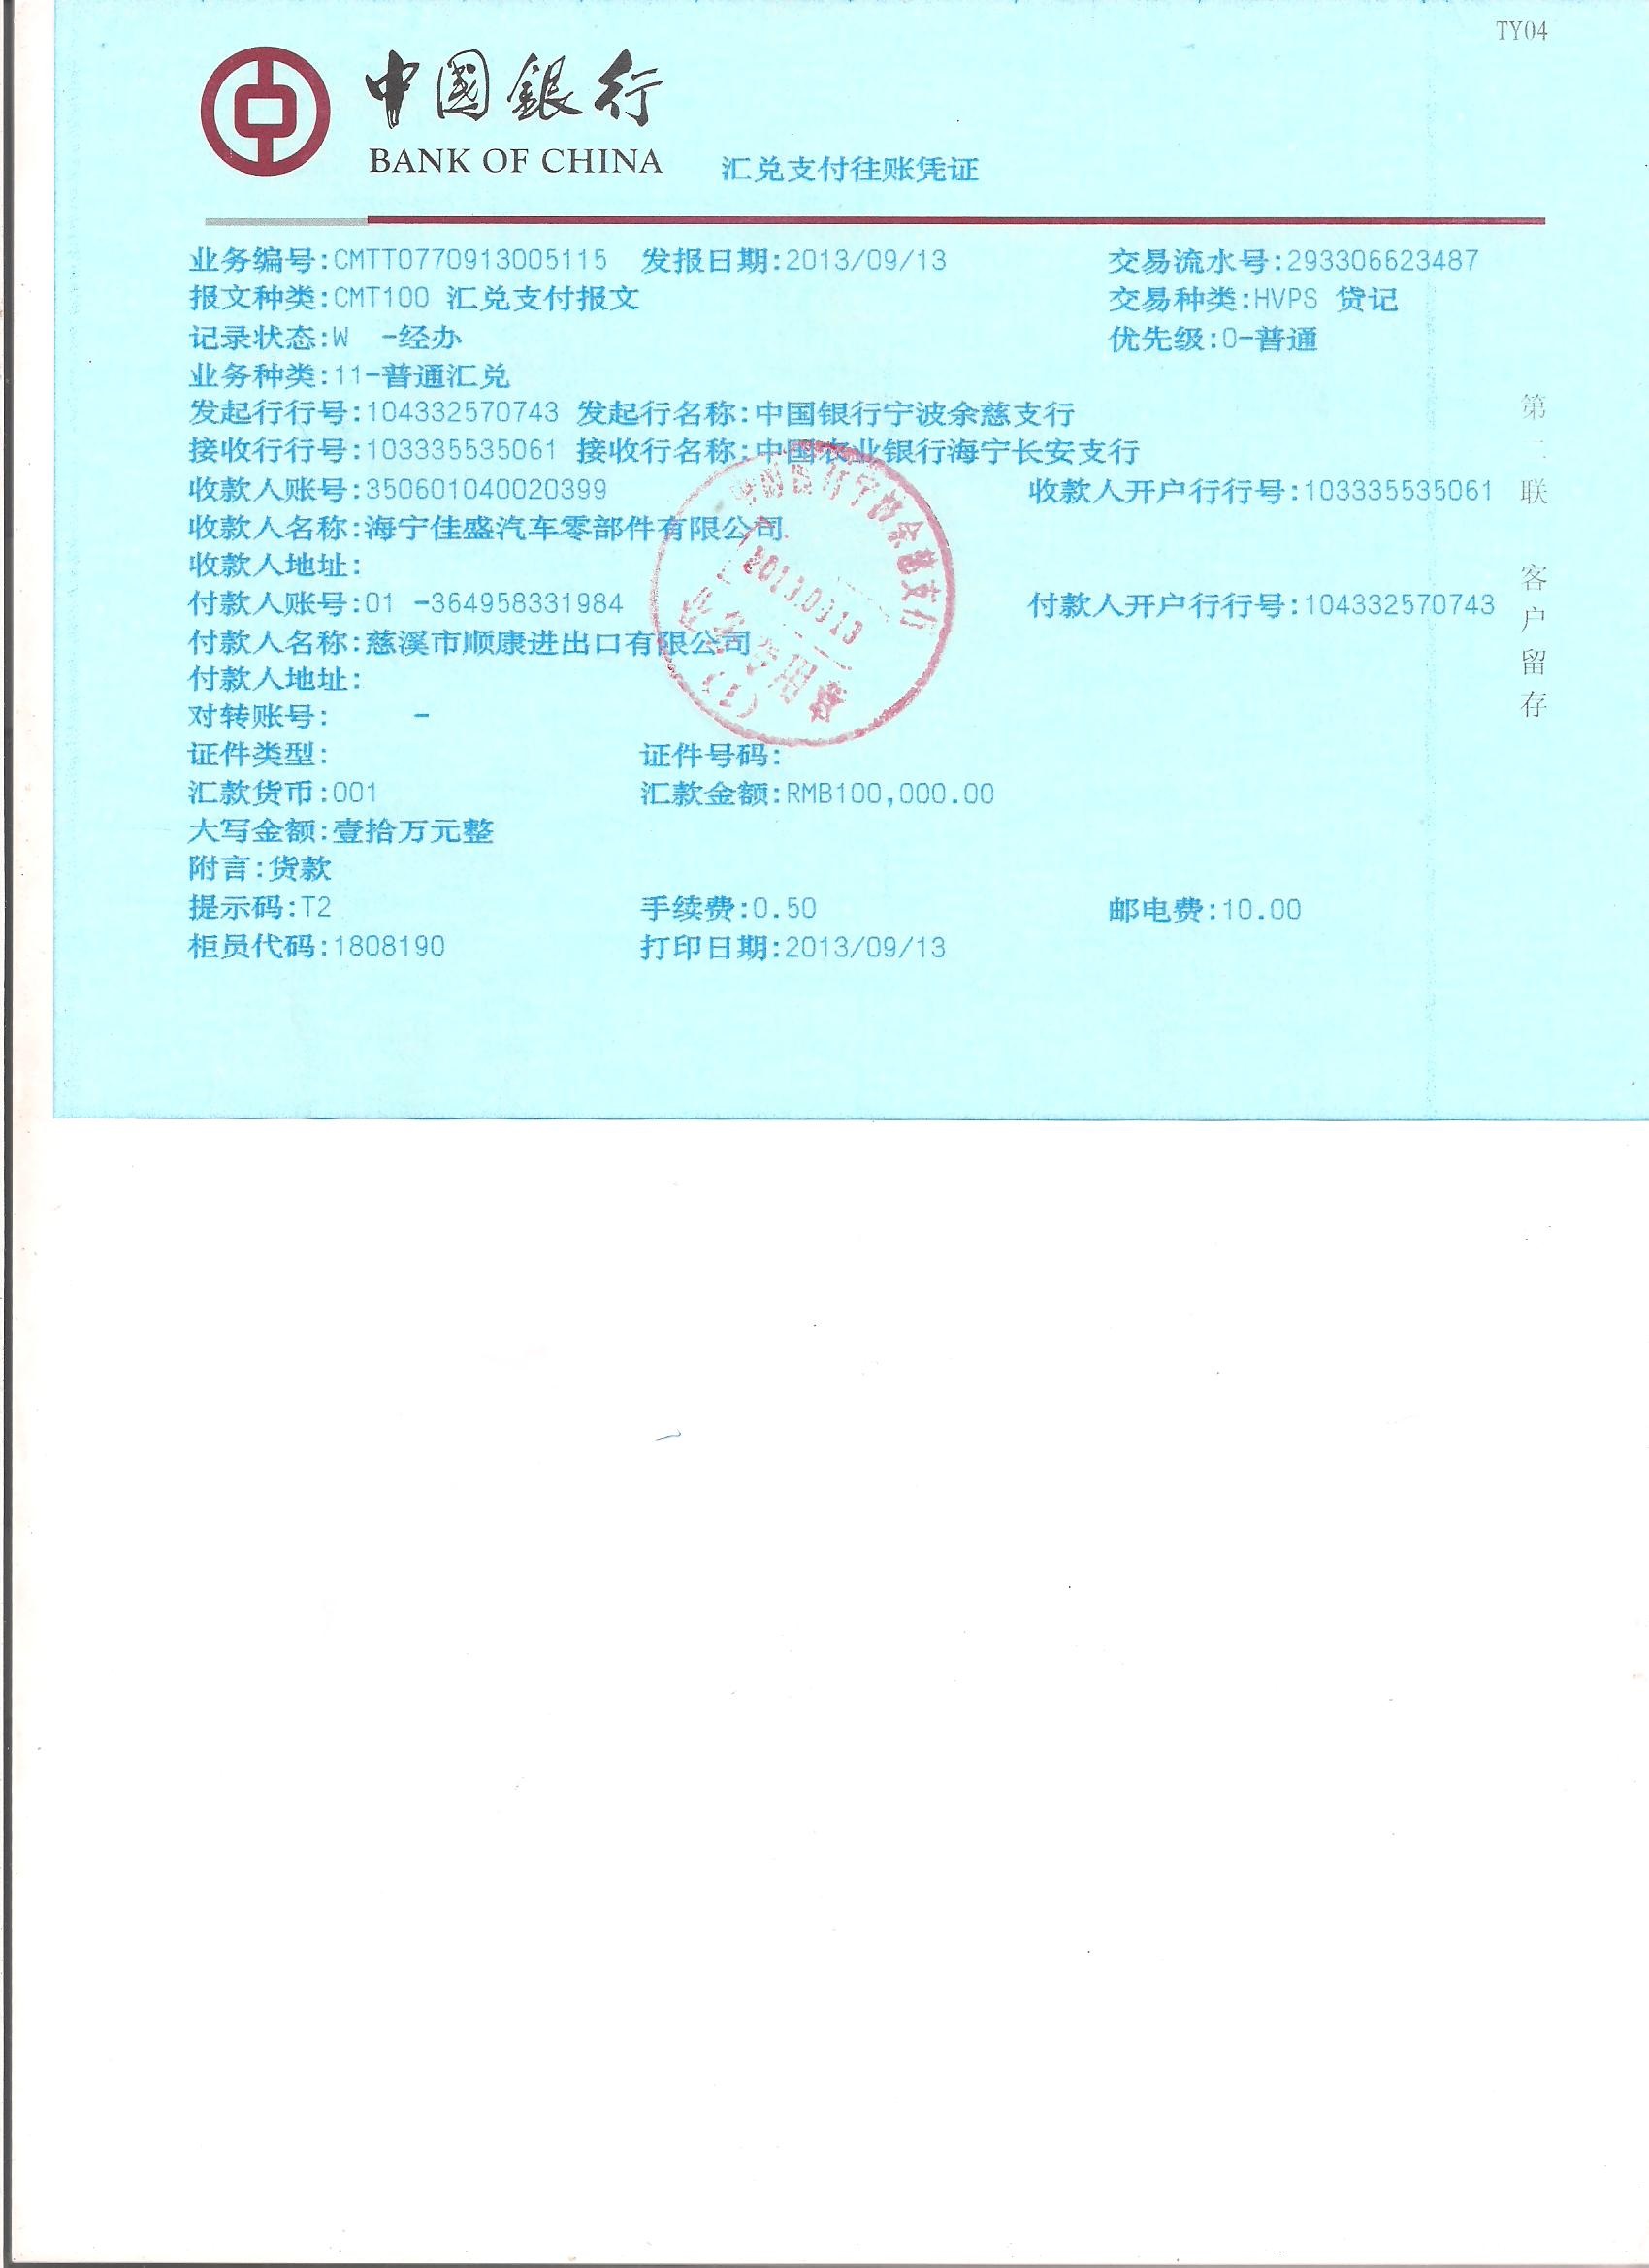 TY04
中國銀行
BANK OF CHINA 汇兑支付往账凭证
业务编号:CMTT0770913005115 发报日期:2013/09/13 交易流水号:293306623487
报文种类:CMT100 汇兑支付报文 交易种类:HVPS 贷记
记录状态:W -经办 优先级:0-普通
业务种类:11-普通汇兑
发起行行号:104332570743 发起行名称:中国银行宁波余慈支行
接收行行号:103335535061 接收行名称:中国农业银行海宁长安支行
收款人账号:350601040020399 收款人开户行行号:103335535061
收款人名称:海宁佳盛汽车零部件有限公司
收款人地址:
付款人账号:01 -364958331984 付款人开户行行号:104332570743
付款人名称:慈溪市顺康进出口有限公司
付款人地址:
对转账号: -
证件类型: 证件号码:
汇款货币:001 汇款金额:RMB100,000.00
大写金额:壹拾万元整
附言:货款
提示码:T2 手续费:0.50 邮电费:10.00
柜员代码:1808190 打印日期:2013/09/13
第二联 客户留存
2013.09.13
业务专用章
(1)